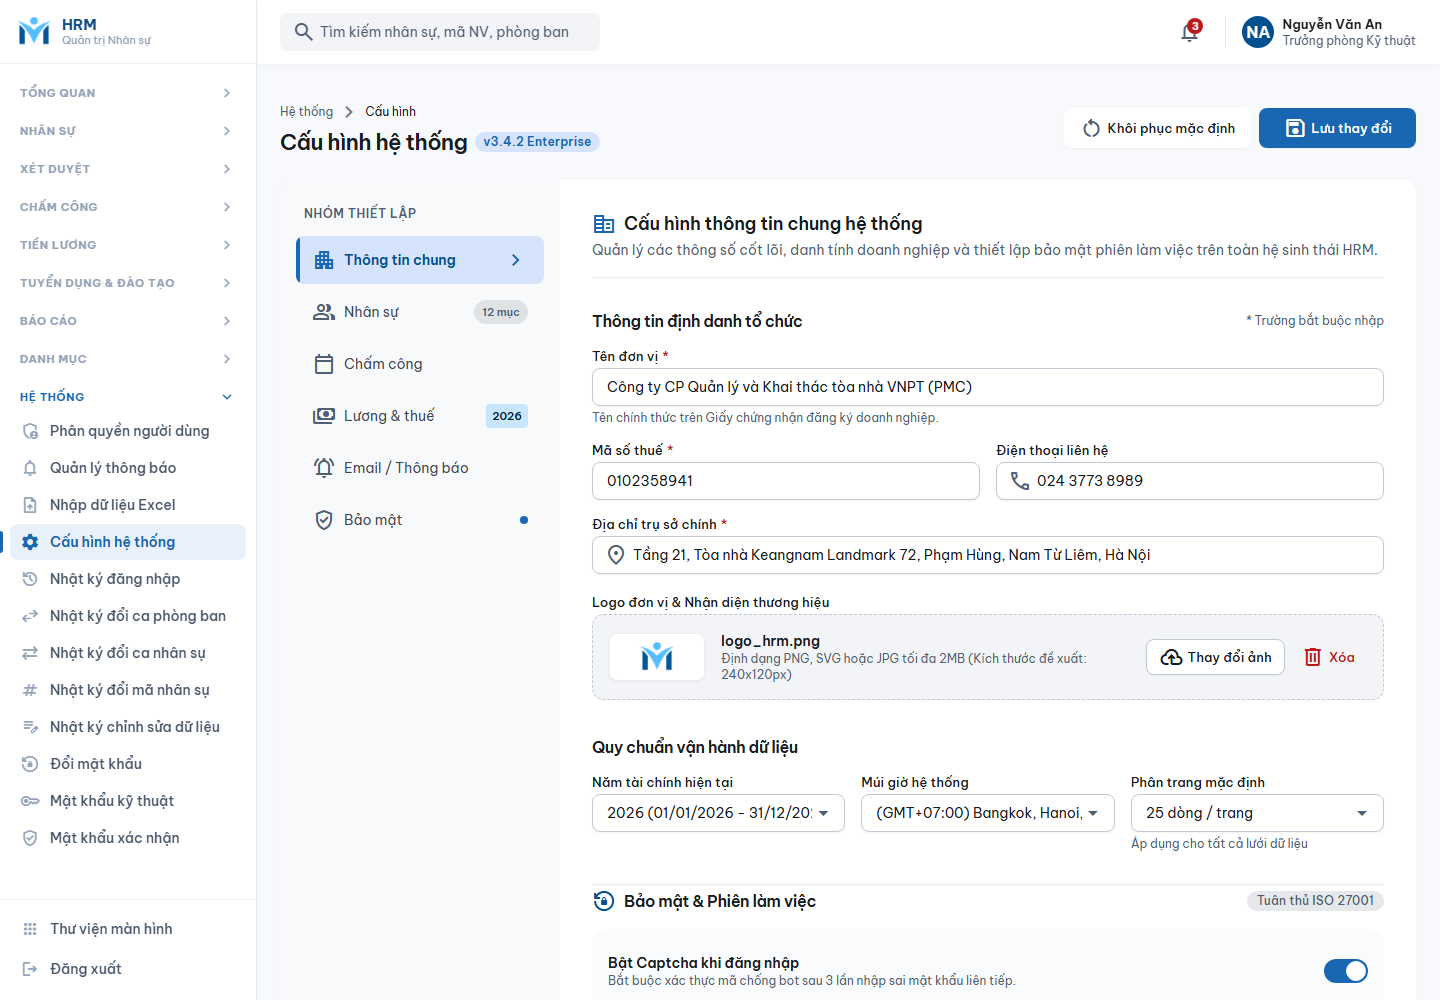 HRM
Quản trị Nhân sự
TỔNG QUAN
NHÂN SỰ
XÉT DUYỆT
CHẤM CÔNG
TIỀN LƯƠNG
TUYỂN DỤNG & ĐÀO TẠO
BÁO CÁO
DANH MỤC
HỆ THỐNG
Phân quyền người dùng
Quản lý thông báo
Nhập dữ liệu Excel
Cấu hình hệ thống
Nhật ký đăng nhập
Nhật ký đổi ca phòng ban
Nhật ký đổi ca nhân sự
Nhật ký đổi mã nhân sự
Nhật ký chỉnh sửa dữ liệu
Đổi mật khẩu
Mật khẩu kỹ thuật
Mật khẩu xác nhận
Thư viện màn hình
Đăng xuất
Tìm kiếm nhân sự, mã NV, phòng ban
3
NA
Nguyễn Văn An
Trưởng phòng Kỹ thuật
Hệ thống
Cấu hình
Cấu hình hệ thống
v3.4.2 Enterprise
Khôi phục mặc định
Lưu thay đổi
NHÓM THIẾT LẬP
Thông tin chung
Nhân sự
12 mục
Chấm công
Lương & thuế
2026
Email / Thông báo
Bảo mật
Cấu hình thông tin chung hệ thống
Quản lý các thông số cốt lõi, danh tính doanh nghiệp và thiết lập bảo mật phiên làm việc trên toàn hệ sinh thái HRM.
Thông tin định danh tổ chức
* Trường bắt buộc nhập
Tên đơn vị *
Công ty CP Quản lý và Khai thác tòa nhà VNPT (PMC)
Tên chính thức trên Giấy chứng nhận đăng ký doanh nghiệp.
Mã số thuế *
Điện thoại liên hệ
0102358941
024 3773 8989
Địa chỉ trụ sở chính *
Tầng 21, Tòa nhà Keangnam Landmark 72, Phạm Hùng, Nam Từ Liêm, Hà Nội
Logo đơn vị & Nhận diện thương hiệu
logo_hrm.png
Định dạng PNG, SVG hoặc JPG tối đa 2MB (Kích thước đề xuất:
240x120px)
Thay đổi ảnh
Xóa
Quy chuẩn vận hành dữ liệu
Năm tài chính hiện tại
Múi giờ hệ thống
Phân trang mặc định
2026 (01/01/2026 - 31/12/202
(GMT+07:00) Bangkok, Hanoi,
25 dòng / trang
Áp dụng cho tất cả lưới dữ liệu
Bảo mật & Phiên làm việc
Tuân thủ ISO 27001
Bật Captcha khi đăng nhập
Bắt buộc xác thực mã chống bot sau 3 lần nhập sai mật khẩu liên tiếp.